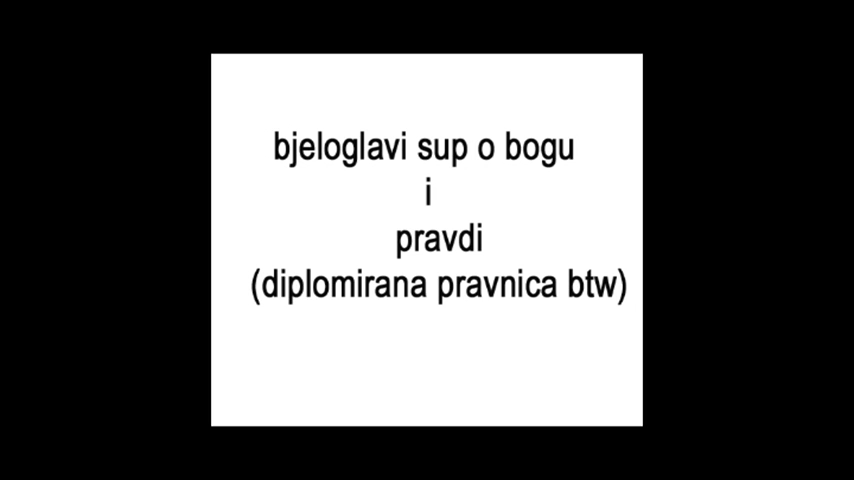 bjeloglavi sup o bogu
i
pravdi
(diplomirana pravnica btw)